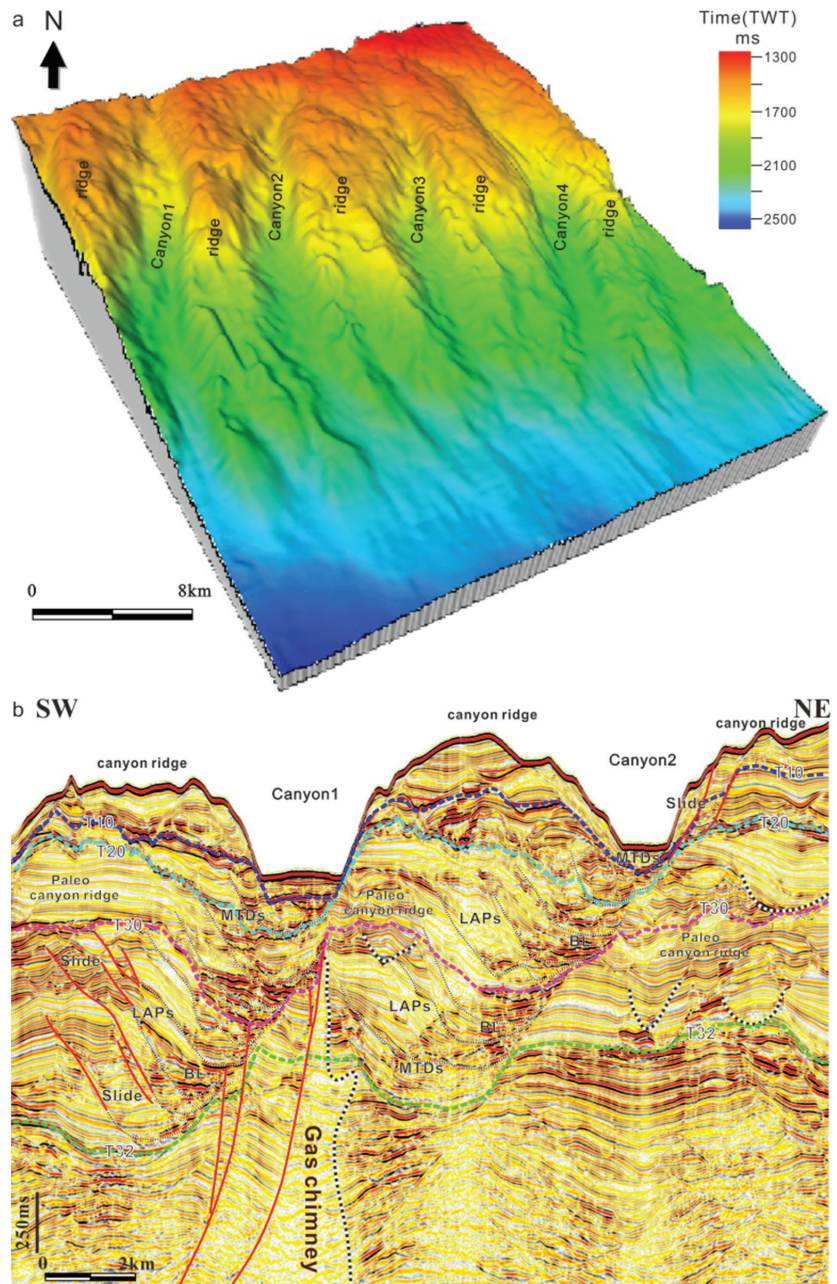 a
N
Time(TWT)
ms
1300
1700
2100
2500
ridge
Canyon1
ridge
Canyon2
ridge
Canyon3
ridge
Canyon4
ridge
0 8km
b SW NE
canyon ridge
canyon ridge
canyon ridge
Canyon1
Canyon2
T10
T20
Paleo
canyon ridge
MTDs
T30
Slide
LAPs
BL
Slide
T32
Paleo
canyon ridge
LAPs
BL
LAPs
BL
MTDs
MTDs
Slide
T10
T20
T30
Paleo
canyon ridge
T32
Gas chimney
250ms
0 2km